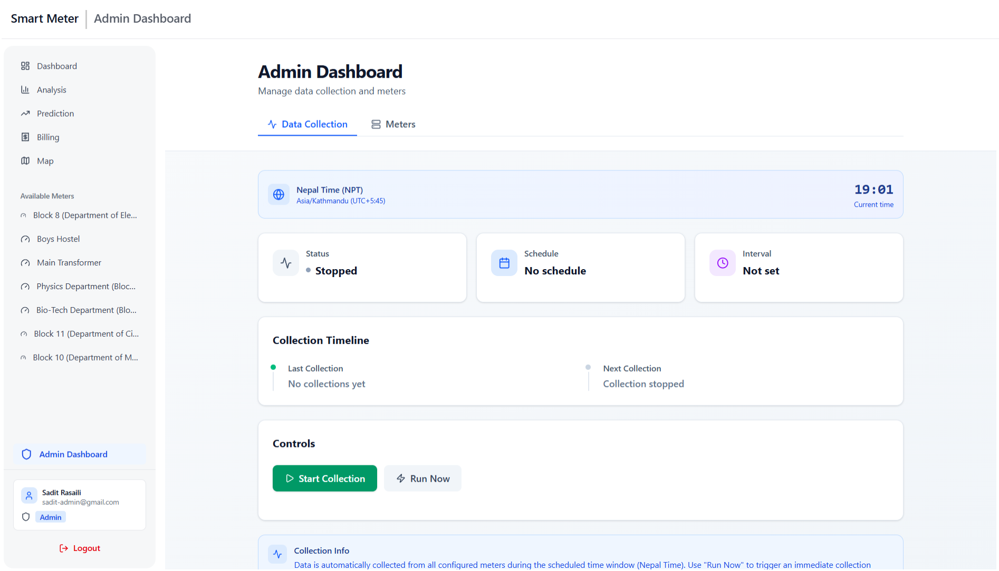 Smart Meter
Admin Dashboard
Dashboard
Analysis
Prediction
Billing
Map
Available Meters
Block 8 (Department of Ele...
Boys Hostel
Main Transformer
Physics Department (Bloc...
Bio-Tech Department (Blo...
Block 11 (Department of Ci...
Block 10 (Department of M...
Admin Dashboard
Sadit Rasaili
sadit-admin@gmail.com
Admin
Logout
Admin Dashboard
Manage data collection and meters
Data Collection
Meters
Nepal Time (NPT)
Asia/Kathmandu (UTC+5:45)
19:01
Current time
Status
Stopped
Schedule
No schedule
Interval
Not set
Collection Timeline
Last Collection
No collections yet
Next Collection
Collection stopped
Controls
Start Collection
Run Now
Collection Info
Data is automatically collected from all configured meters during the scheduled time window (Nepal Time). Use "Run Now" to trigger an immediate collection